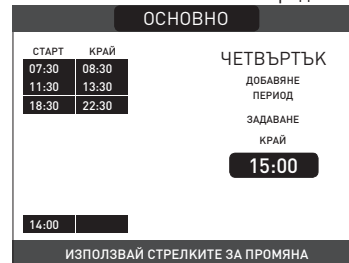 ОСНОВНО
СТАРТ КРАЙ
07:30 08:30
11:30 13:30
18:30 22:30
14:00
ЧЕТВЪРТЪК
ДОБАВЯНЕ
ПЕРИОД
ЗАДАВАНЕ
КРАЙ
15:00
ИЗПОЛЗВАЙ СТРЕЛКИТЕ ЗА ПРОМЯНА